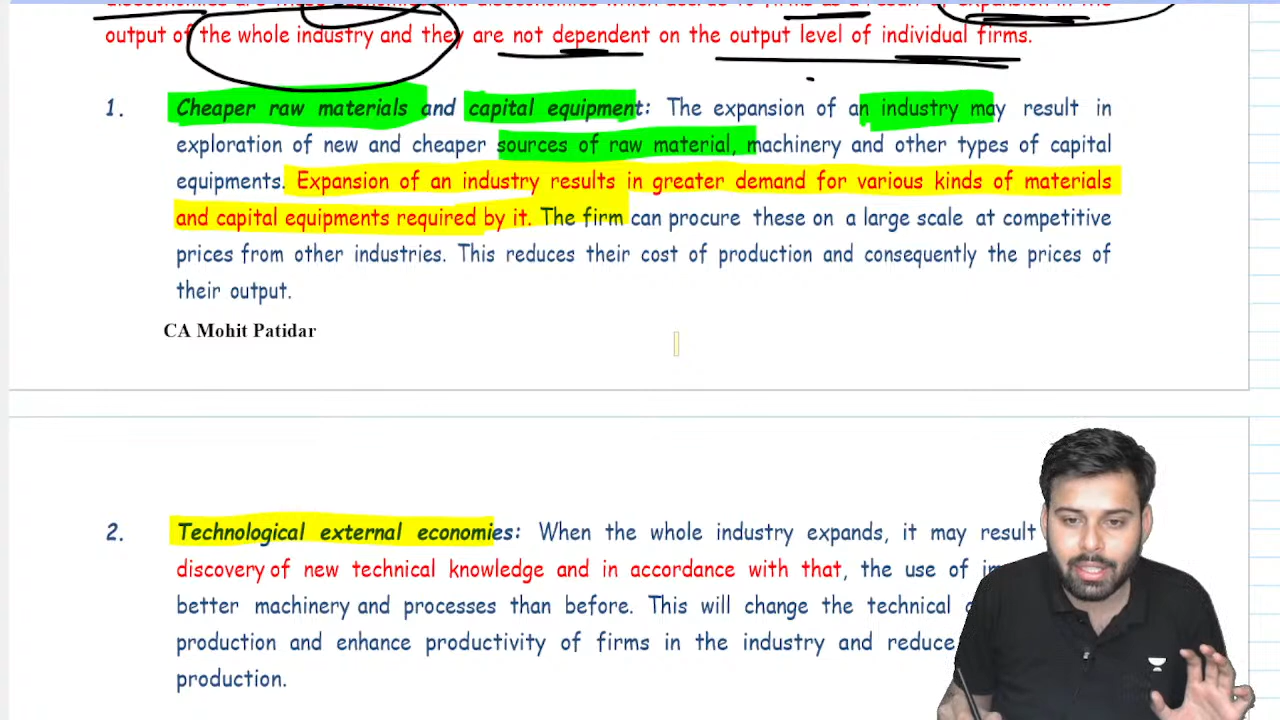 output of the whole industry and they are not dependent on the output level of individual firms.
1. Cheaper raw materials and capital equipment: The expansion of an industry may result in
exploration of new and cheaper sources of raw material, machinery and other types of capital
equipments. Expansion of an industry results in greater demand for various kinds of materials
and capital equipments required by it. The firm can procure these on a large scale at competitive
prices from other industries. This reduces their cost of production and consequently the prices of
their output.
CA Mohit Patidar
2. Technological external economies: When the whole industry expands, it may result
discovery of new technical knowledge and in accordance with that, the use of
better machinery and processes than before. This will change the technical
production and enhance productivity of firms in the industry and reduce
production.